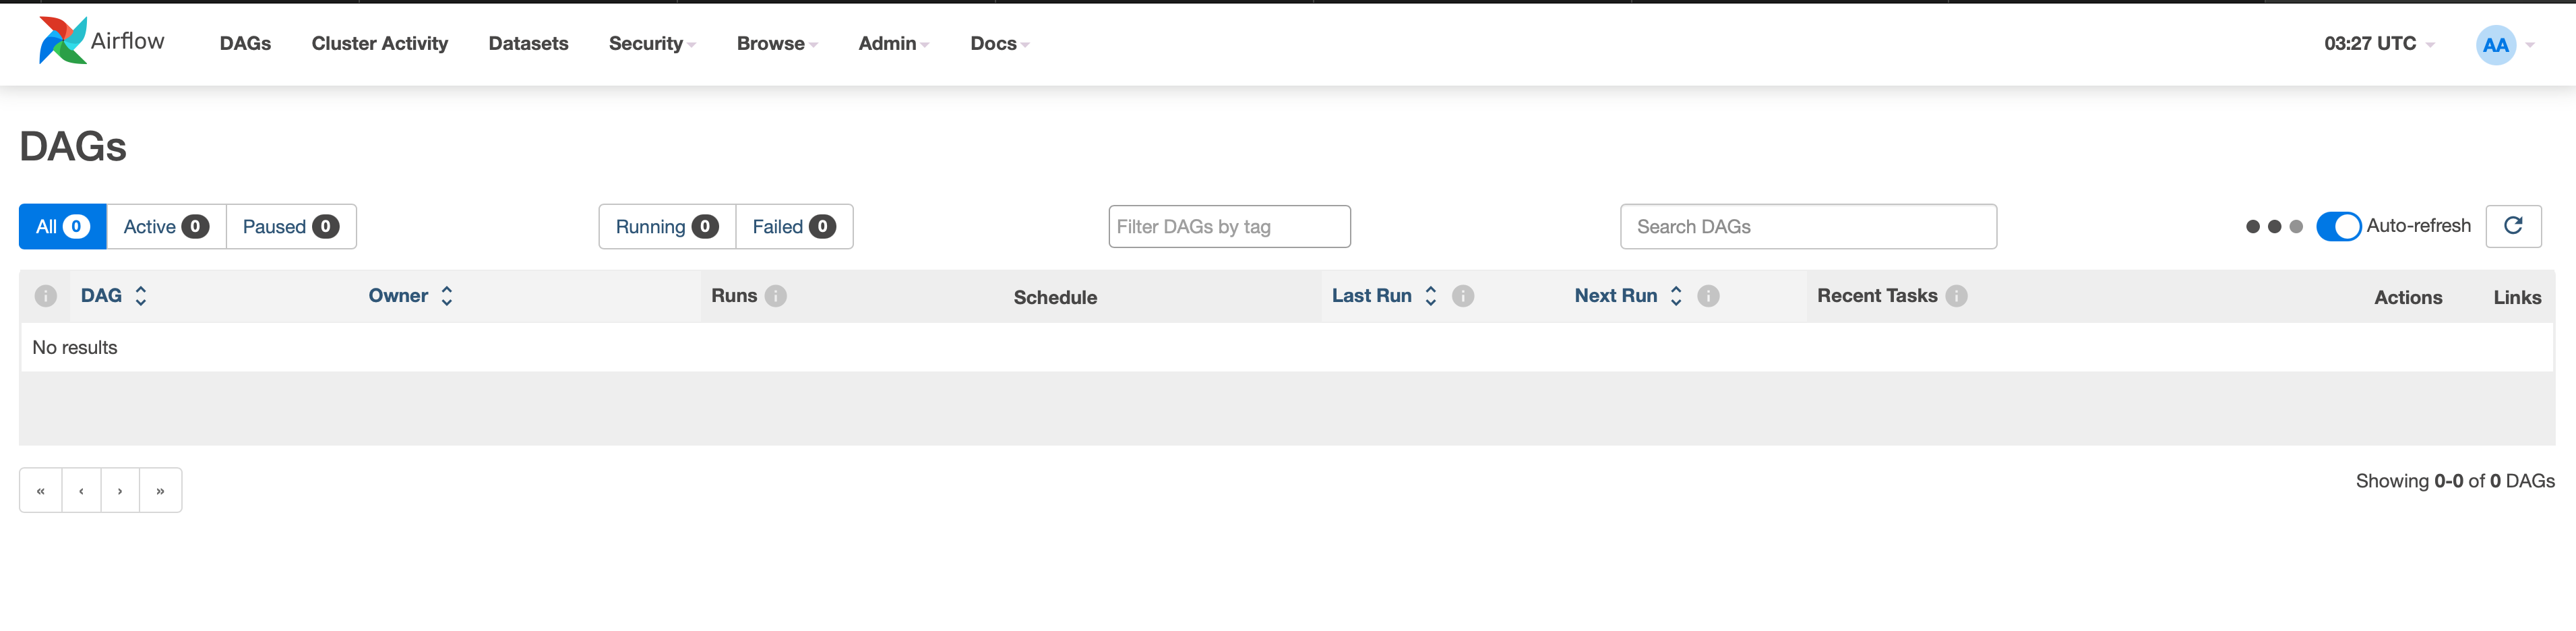 Airflow DAGs Cluster Activity Datasets Security Browse Admin Docs 03:27 UTC AA
DAGs
All 0 Active 0 Paused 0 Running 0 Failed 0 Filter DAGs by tag Search DAGs Auto-refresh
i DAG Owner Runs i Schedule Last Run i Next Run i Recent Tasks i Actions Links
No results
« ‹ › » Showing 0-0 of 0 DAGs